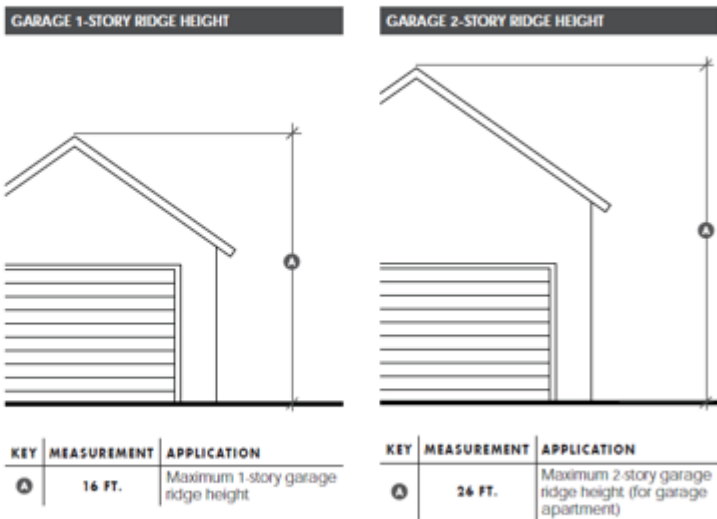 GARAGE 1-STORY RIDGE HEIGHT
A
KEY MEASUREMENT APPLICATION
A 16 FT. Maximum 1-story garage
ridge height
GARAGE 2-STORY RIDGE HEIGHT
A
KEY MEASUREMENT APPLICATION
A 26 FT. Maximum 2-story garage
ridge height (for garage
apartment)